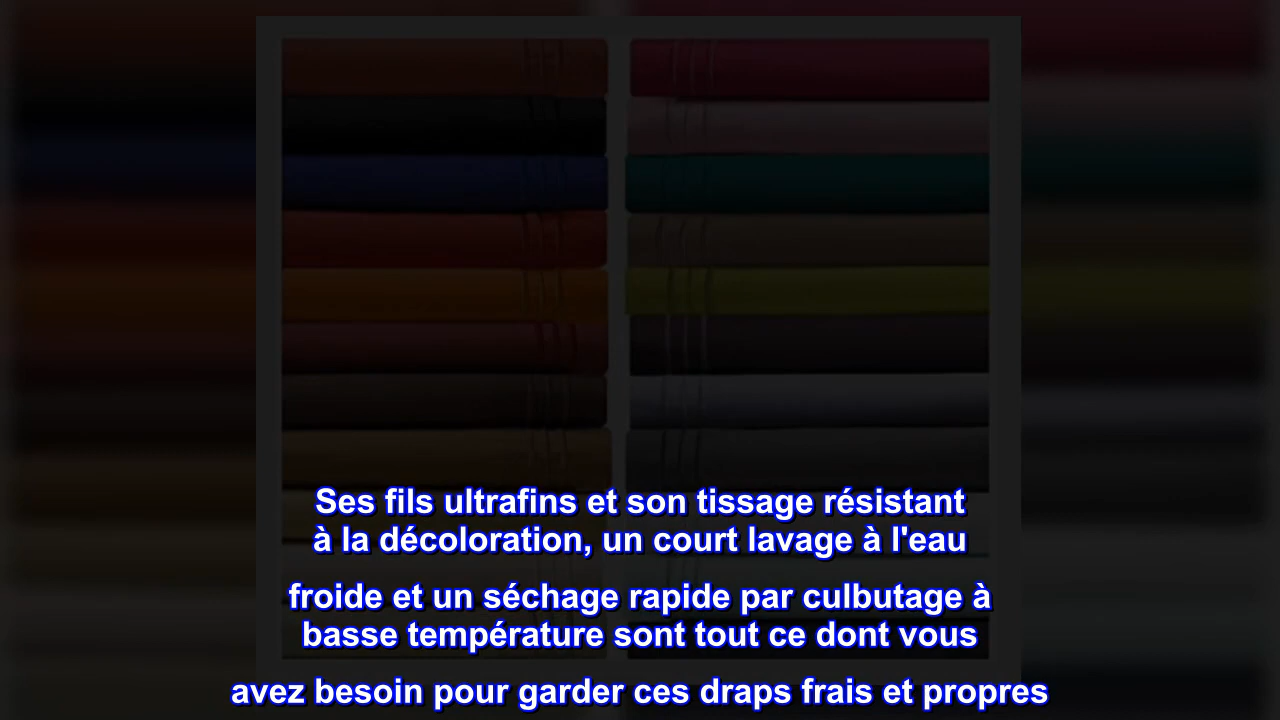 Ses fils ultrafins et son tissage résistant
à la décoloration, un court lavage à l'eau
froide et un séchage rapide par culbutage à
basse température sont tout ce dont vous
avez besoin pour garder ces draps frais et propres